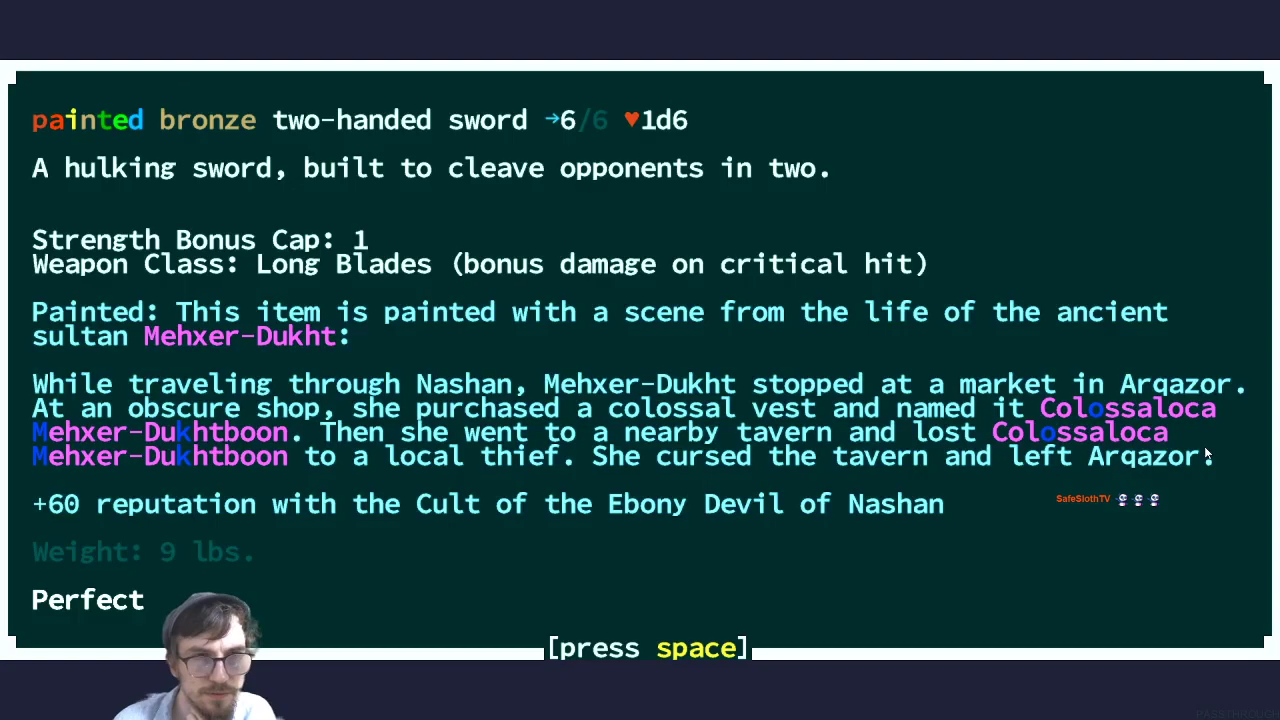 painted bronze two-handed sword →6/6 ♥1d6
A hulking sword, built to cleave opponents in two.
Strength Bonus Cap: 1
Weapon Class: Long Blades (bonus damage on critical hit)
Painted: This item is painted with a scene from the life of the ancient
sultan Mehxer-Dukht:
While traveling through Nashan, Mehxer-Dukht stopped at a market in Arqazor.
At an obscure shop, she purchased a colossal vest and named it Colossaloca
Mehxer-Dukhtboon. Then she went to a nearby tavern and lost Colossaloca
Mehxer-Dukhtboon to a local thief. She cursed the tavern and left Arqazor.
+60 reputation with the Cult of the Ebony Devil of Nashan
SafeSlothTV
Weight: 9 lbs.
Perfect
[press space]